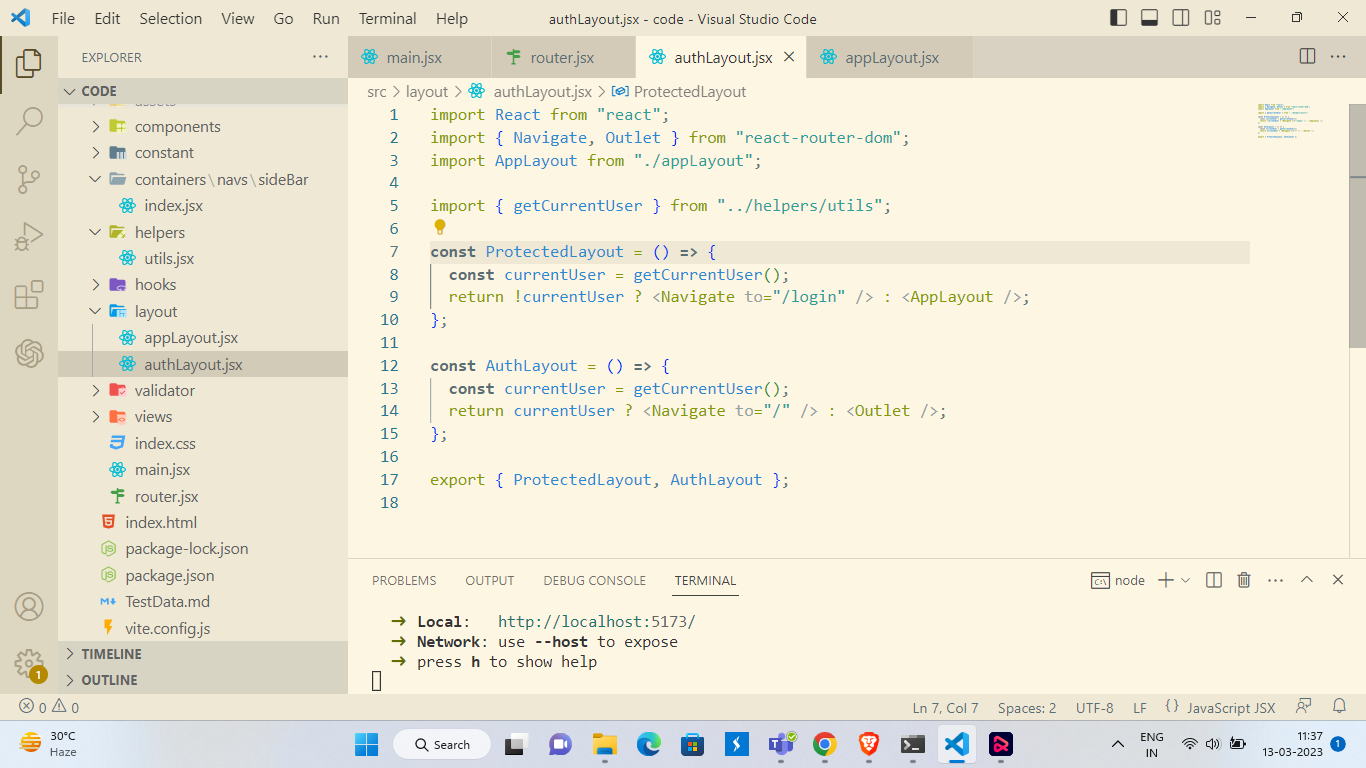 File Edit Selection View Go Run Terminal Help authLayout.jsx - code - Visual Studio Code
EXPLORER
CODE
assets
components
constant
containers\navs\sideBar
index.jsx
helpers
utils.jsx
hooks
layout
appLayout.jsx
authLayout.jsx
validator
views
index.css
main.jsx
router.jsx
index.html
package-lock.json
package.json
TestData.md
vite.config.js
TIMELINE
OUTLINE
main.jsx router.jsx authLayout.jsx appLayout.jsx
src > layout > authLayout.jsx > ProtectedLayout
1 import React from "react";
2 import { Navigate, Outlet } from "react-router-dom";
3 import AppLayout from "./appLayout";
4
5 import { getCurrentUser } from "../helpers/utils";
6
7 const ProtectedLayout = () => {
8 const currentUser = getCurrentUser();
9 return !currentUser ? <Navigate to="/login" /> : <AppLayout />;
10 };
11
12 const AuthLayout = () => {
13 const currentUser = getCurrentUser();
14 return currentUser ? <Navigate to="/" /> : <Outlet />;
15 };
16
17 export { ProtectedLayout, AuthLayout };
18
PROBLEMS OUTPUT DEBUG CONSOLE TERMINAL node
➜ Local: http://localhost:5173/
➜ Network: use --host to expose
➜ press h to show help
1
0 0 Ln 7, Col 7 Spaces: 2 UTF-8 LF {} JavaScript JSX
30°C
Haze
Search
ENG
IN
11:37
13-03-2023
1